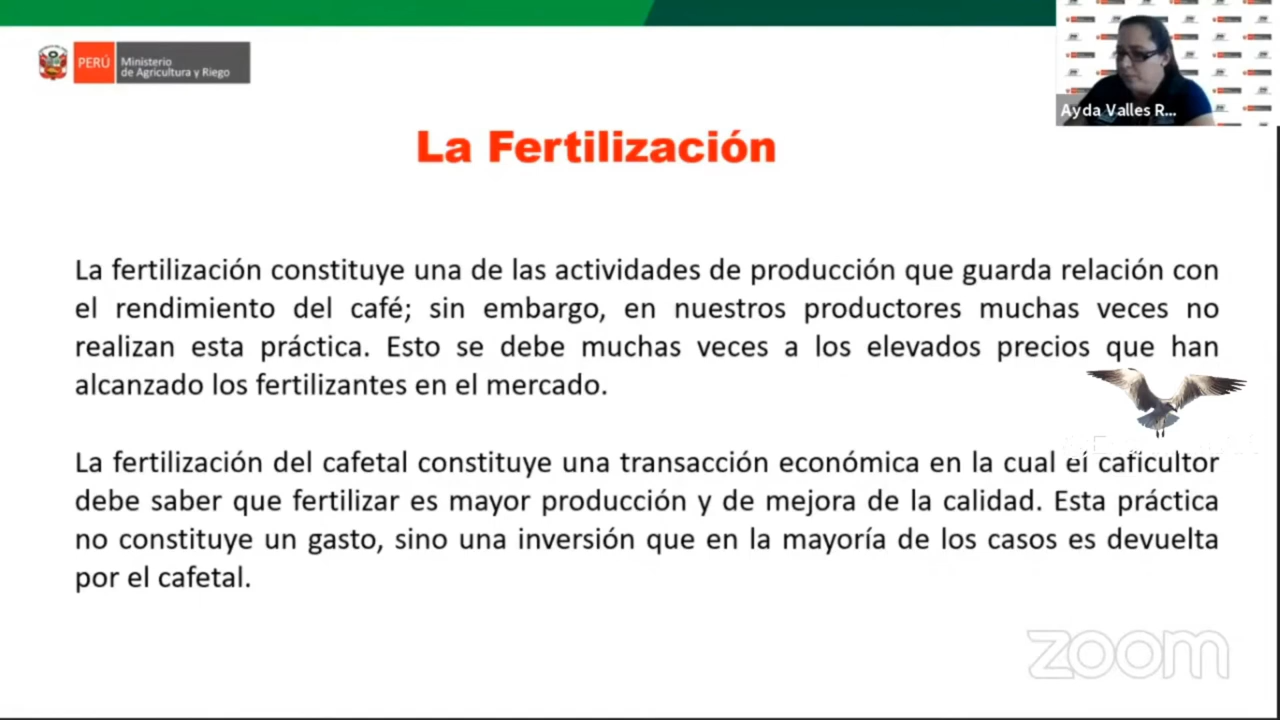 PERÚ
Ministerio
de Agricultura y Riego
Ayda Valles R...
La Fertilización
La fertilización constituye una de las actividades de producción que guarda relación con
el rendimiento del café; sin embargo, en nuestros productores muchas veces no
realizan esta práctica. Esto se debe muchas veces a los elevados precios que han
alcanzado los fertilizantes en el mercado.
La fertilización del cafetal constituye una transacción económica en la cual el caficultor
debe saber que fertilizar es mayor producción y de mejora de la calidad. Esta práctica
no constituye un gasto, sino una inversión que en la mayoría de los casos es devuelta
por el cafetal.
zoom